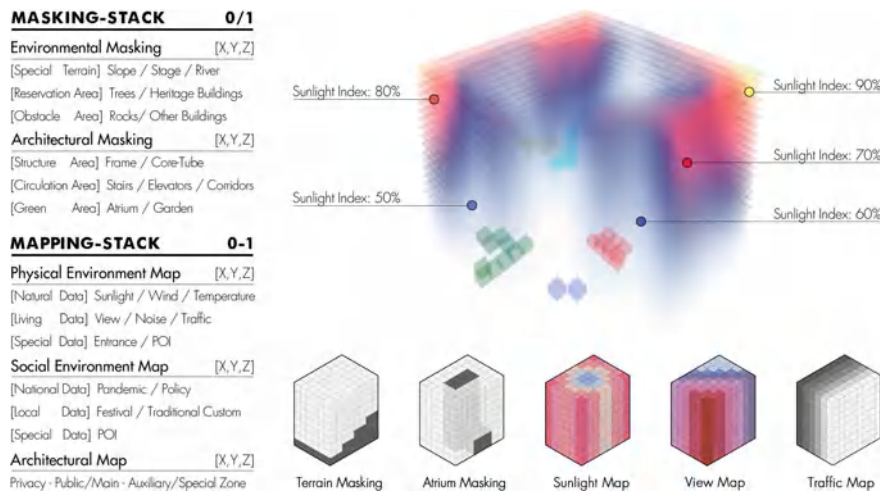 MASKING-STACK 0/1
Environmental Masking [X,Y,Z]
[Special Terrain] Slope / Stage / River
[Reservation Area] Trees / Heritage Buildings
[Obstacle Area] Rocks/ Other Buildings
Architectural Masking [X,Y,Z]
[Structure Area] Frame / Core-Tube
[Circulation Area] Stairs / Elevators / Corridors
[Green Area] Atrium / Garden
MAPPING-STACK 0-1
Physical Environment Map [X,Y,Z]
[Natural Data] Sunlight / Wind / Temperature
[Living Data] View / Noise / Traffic
[Special Data] Entrance / POI
Social Environment Map [X,Y,Z]
[National Data] Pandemic / Policy
[Local Data] Festival / Traditional Custom
[Special Data] POI
Architectural Map [X,Y,Z]
Privacy - Public/Main - Auxiliary/Special Zone
Sunlight Index: 80%
Sunlight Index: 90%
Sunlight Index: 70%
Sunlight Index: 50%
Sunlight Index: 60%
Terrain Masking
Atrium Masking
Sunlight Map
View Map
Traffic Map